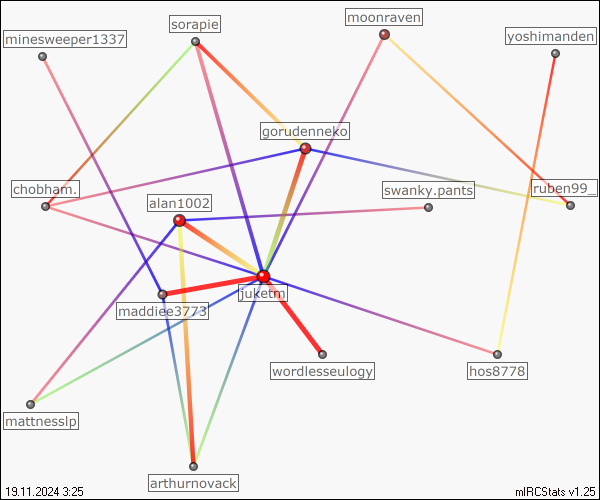 moonraven
sorapie
minesweeper1337
yoshimanden
gorudenneko
chobham.
swanky.pants
ruben99_
alan1002
juketm
maddiee3773
wordlesseulogy
hos8778
mattnesslp
arthurnovack
19.11.2024 3:25
mIRCStats v1.25